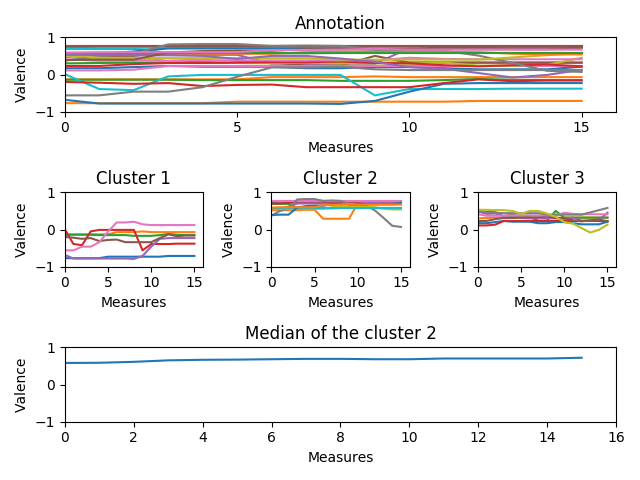 Annotation
1
0
−1
Valence
0 5 10 15
Measures
Cluster 1 Cluster 2 Cluster 3
1 1 1
0 0 0
−1 −1 −1
Valence Valence Valence
0 5 10 15 0 5 10 15 0 5 10 15
Measures Measures Measures
Median of the cluster 2
1
0
−1
Valence
0 2 4 6 8 10 12 14 16
Measures